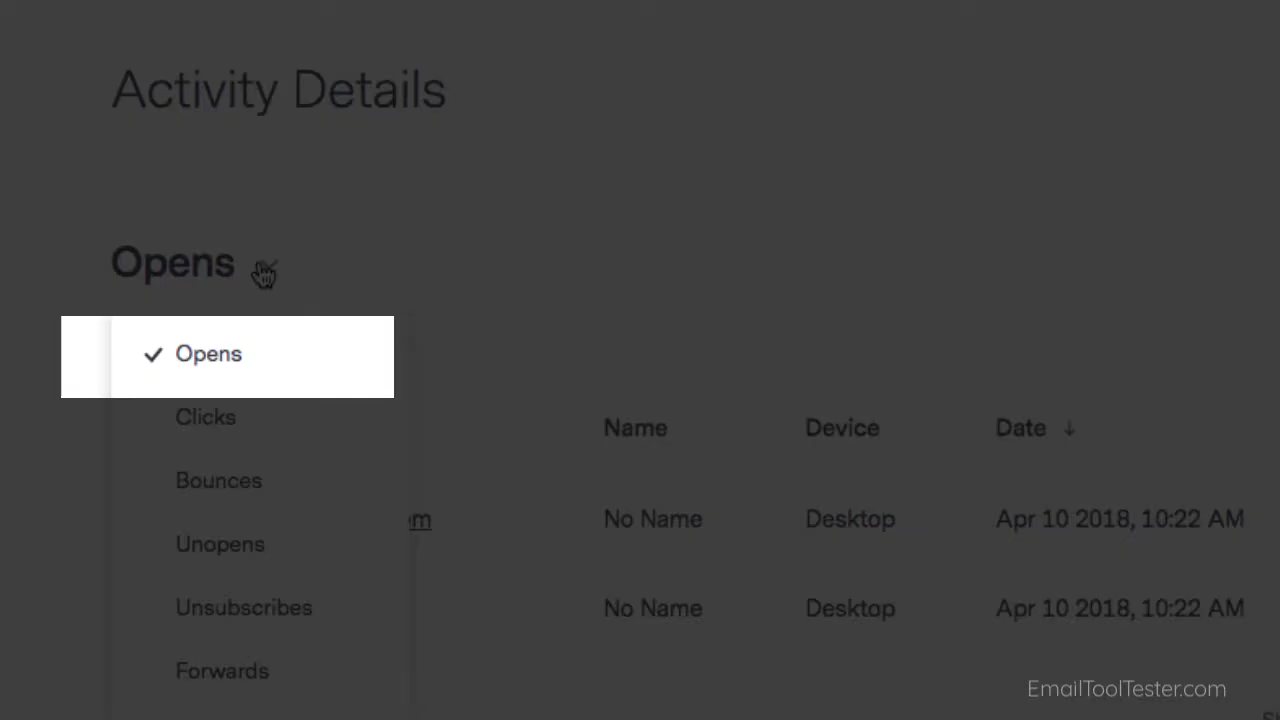 Activity Details
Opens
Opens
Clicks
Name Device Date
Bounces
om No Name Desktop Apr 10 2018, 10:22 AM
Unopens
Unsubscribes No Name Desktop Apr 10 2018, 10:22 AM
Forwards
EmailToolTester.com